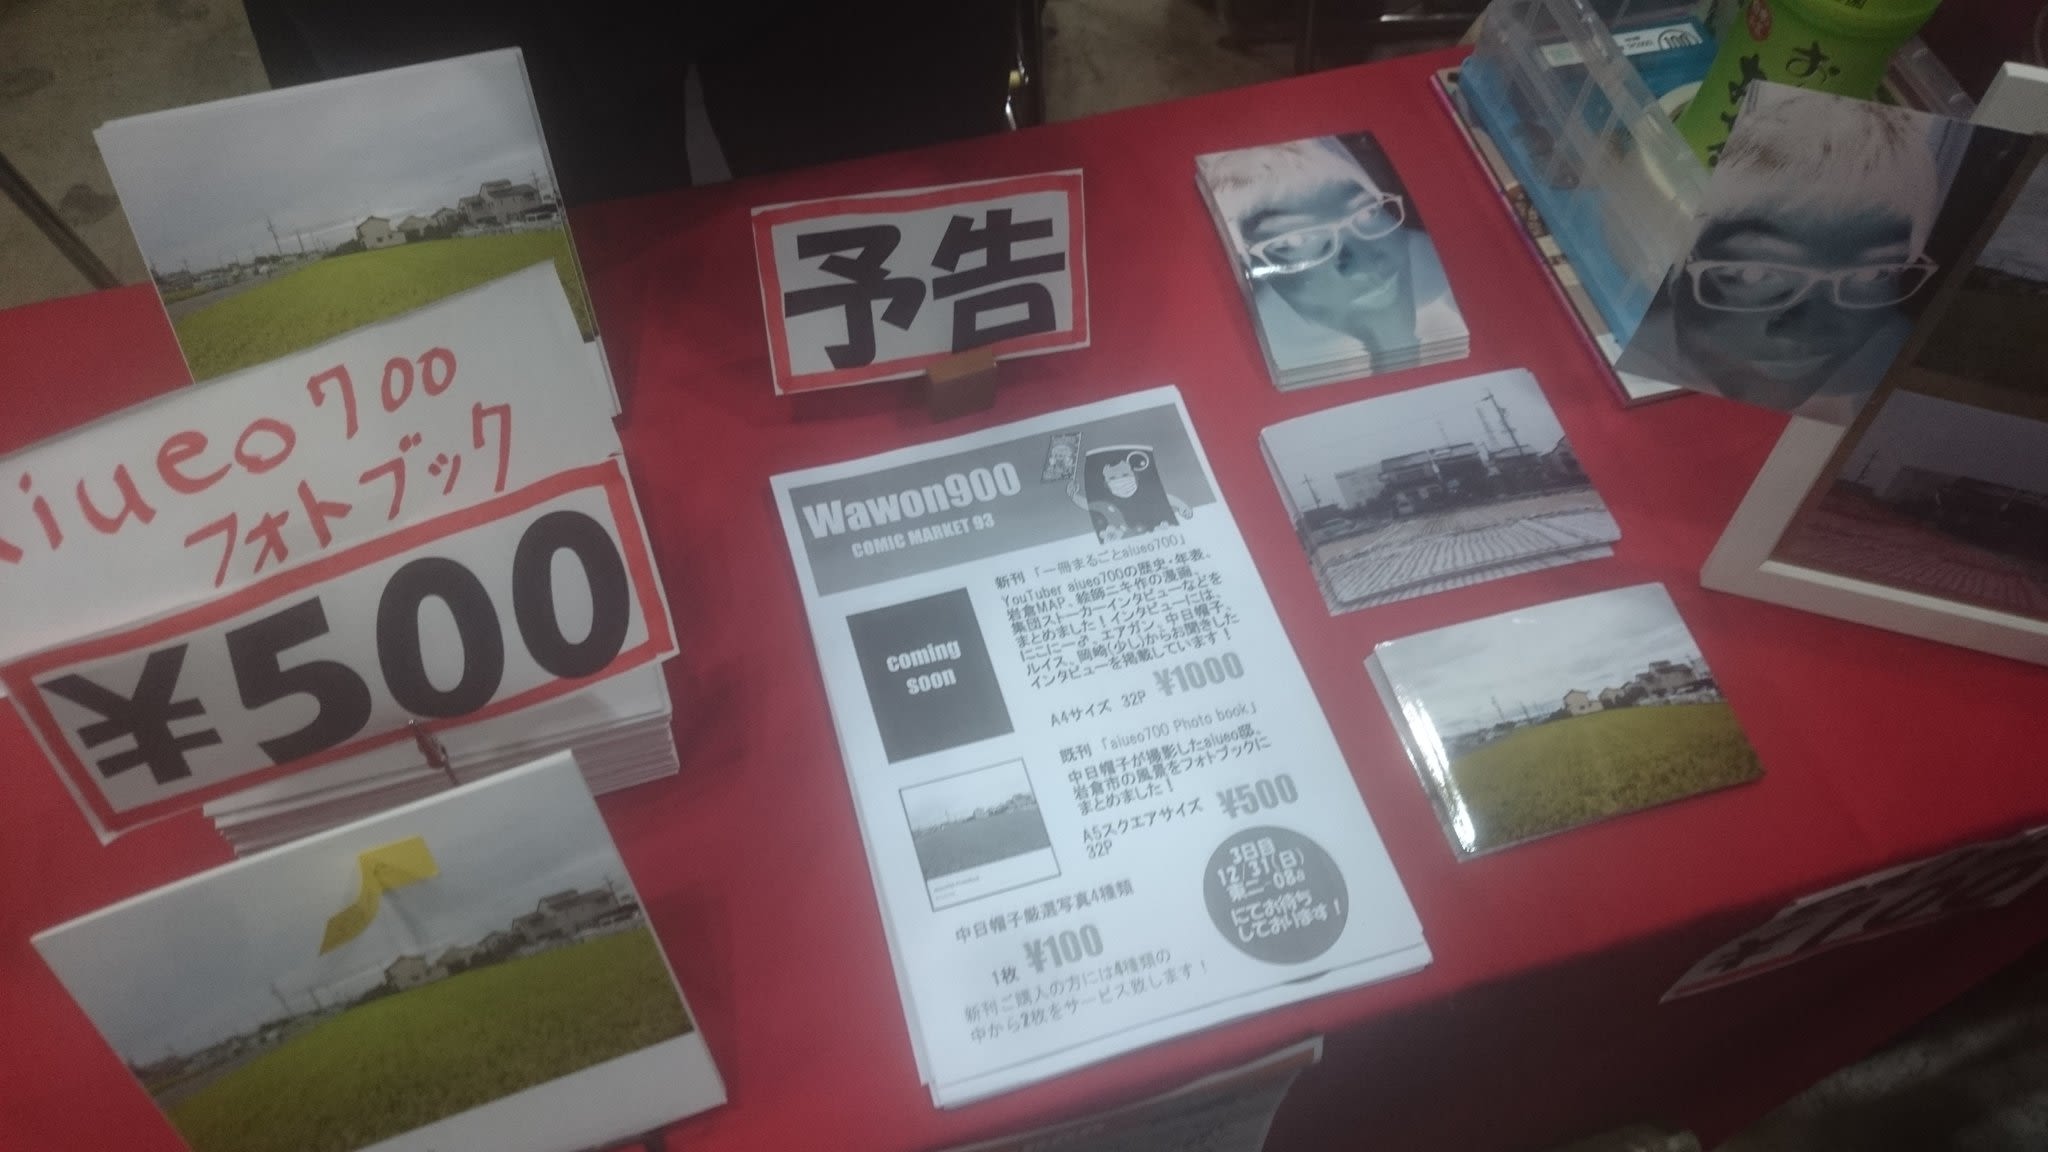 aiueo700
フォトブック
¥500
予告
Wawon900
COMIC MARKET 93
coming
soon
新刊 「一冊まるごとaiueo700」
YouTuber aiueo700の歴史・年表、
岩倉MAP、絵師ニキ作の漫画、
集団ストーカーインタビューなどを
まとめました!インタビューには、
にこにー♂、エアガン、中日帽子、
ルイス、岡崎(少し)からお聞きした
インタビューを掲載しています!
A4サイズ 32P ¥1000
既刊 「aiueo700 Photo book」
中日帽子が撮影したaiueo邸、
岩倉市の風景をフォトブックに
まとめました!
A5スクエアサイズ ¥500
32P
中日帽子厳選写真4種類
1枚 ¥100
新刊ご購入の方には4種類の
中から2枚をサービス致します!
3日目
12/31(日)
東ニ-08a
にてお待ち
しております!